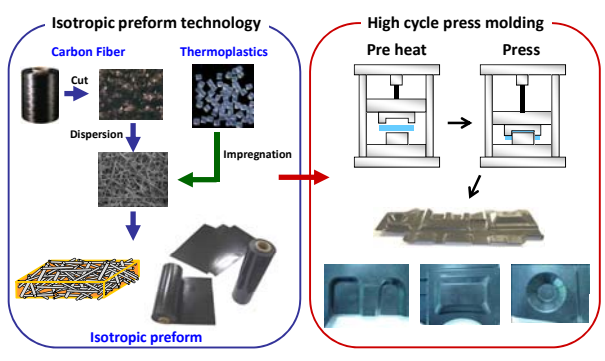 Isotropic preform technology
High cycle press molding
Carbon Fiber
Thermoplastics
Cut
Dispersion
Impregnation
Isotropic preform
Pre heat
Press